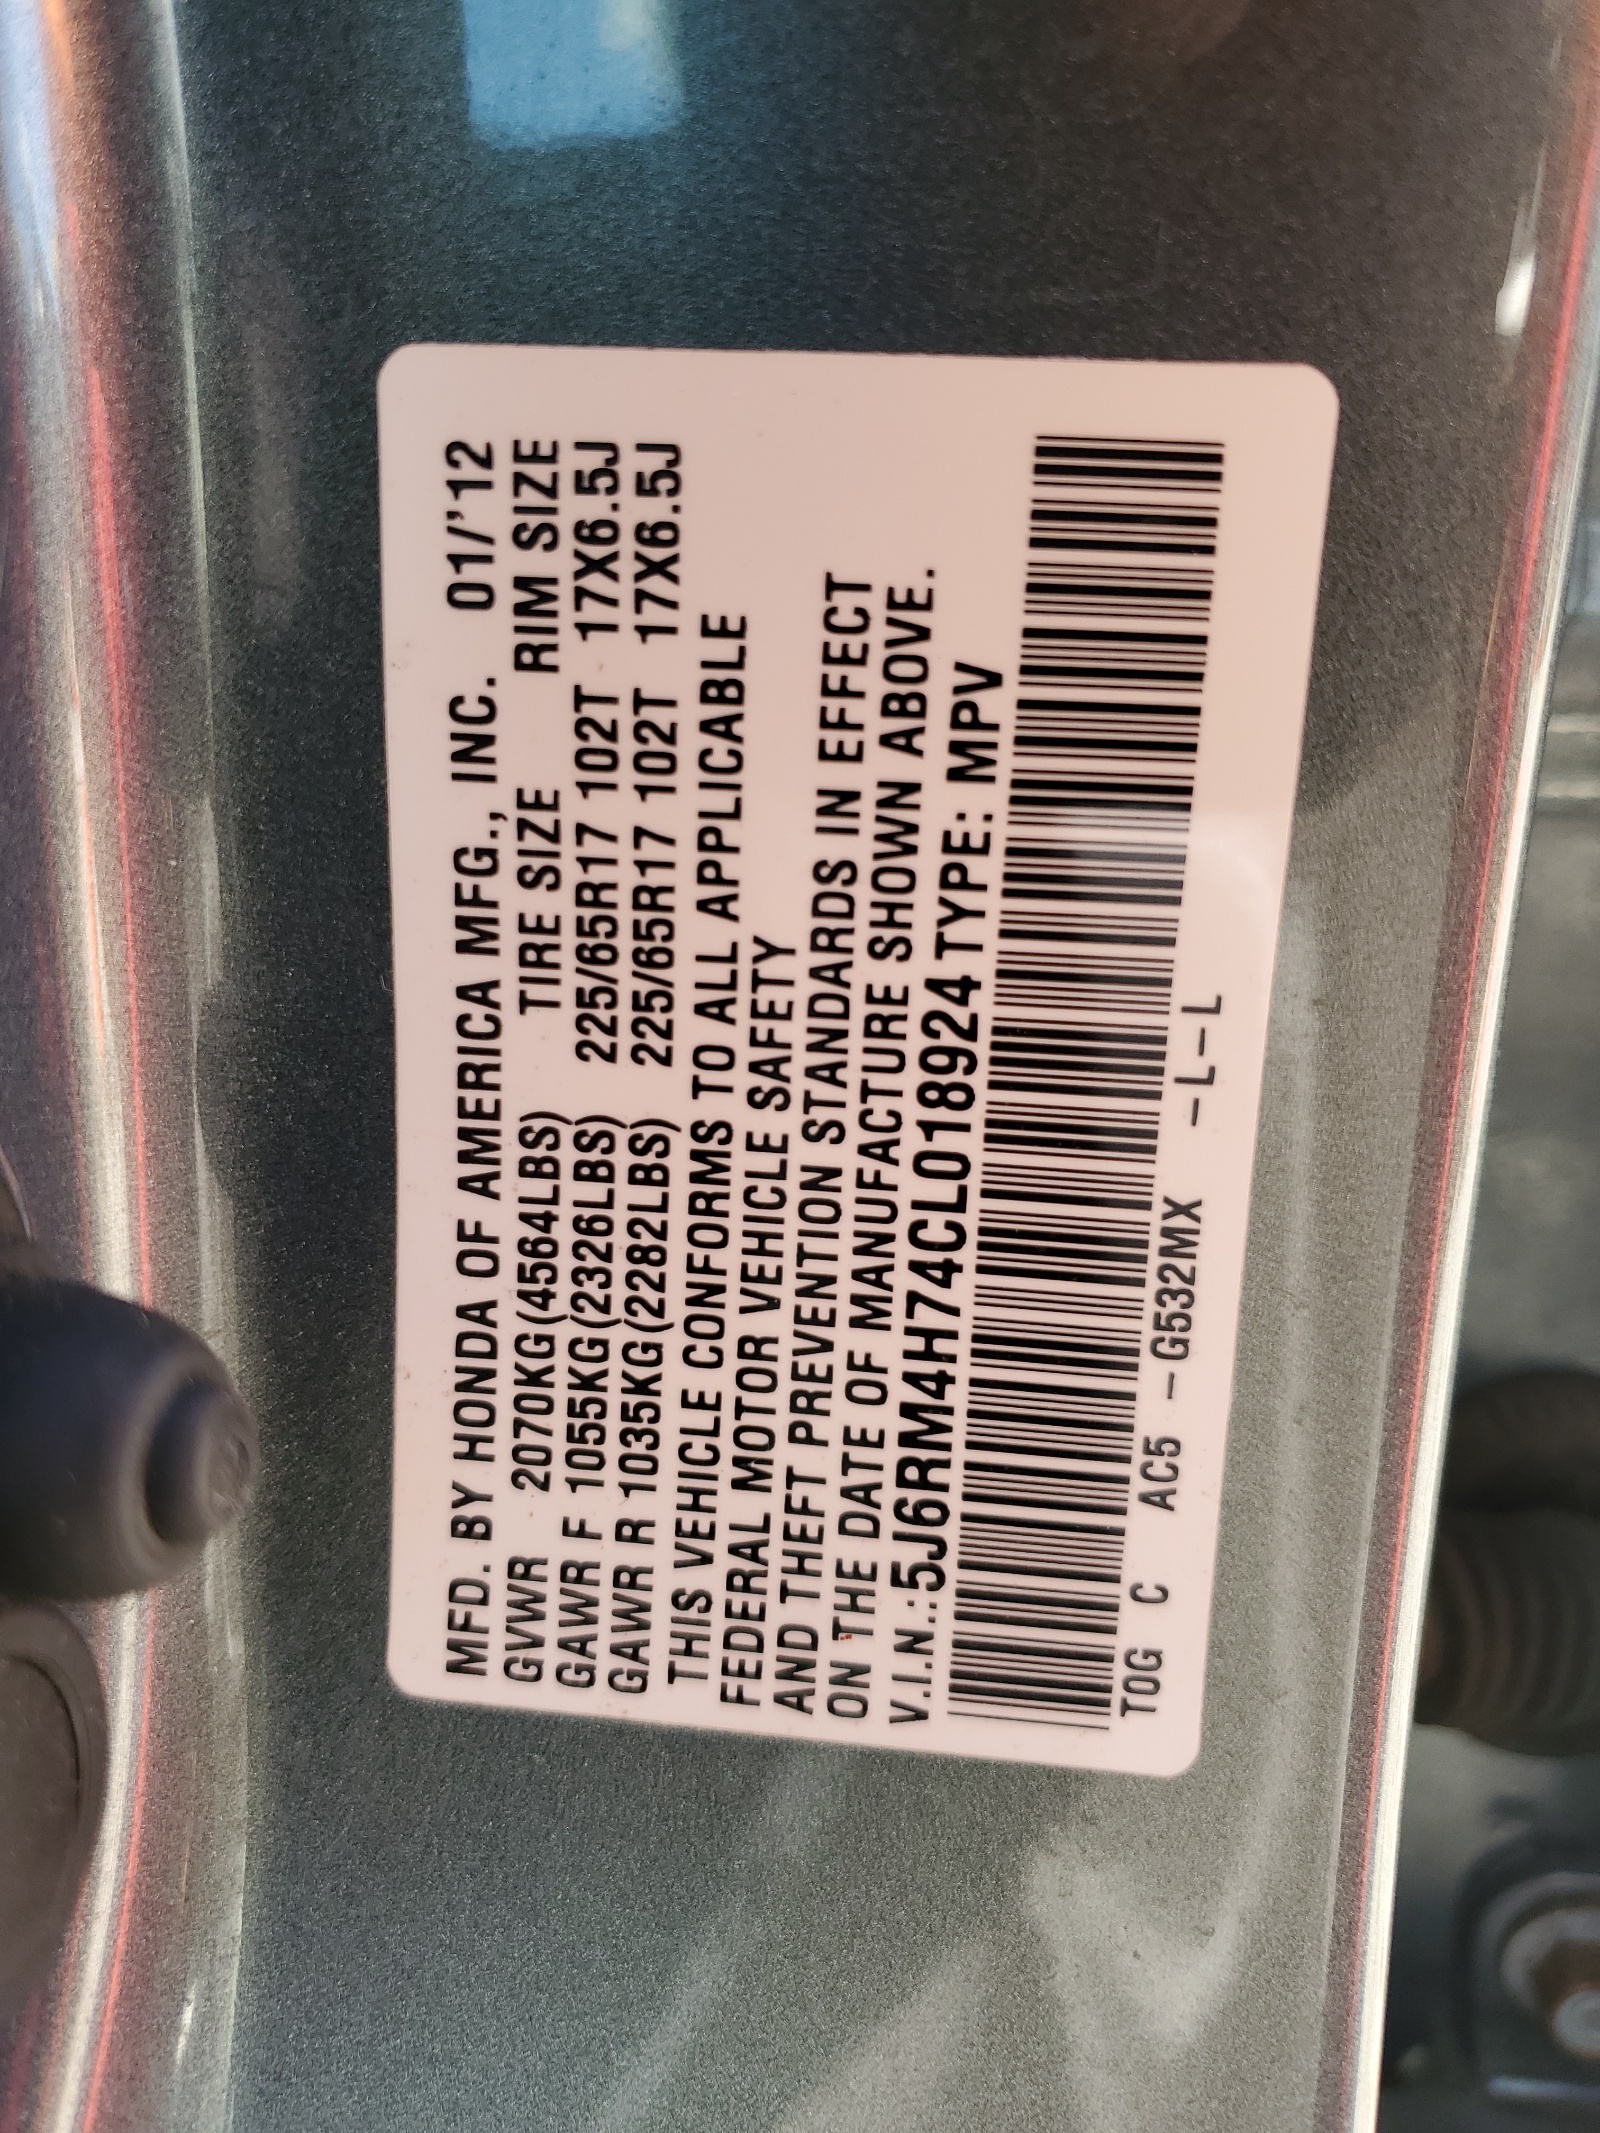 MFD. BY HONDA OF AMERICA MFG., INC. 01/'12
GVWR 2070KG(4564LBS) TIRE SIZE RIM SIZE
GAWR F 1055KG(2326LBS) 225/65R17 102T 17X6.5J
GAWR R 1035KG(2282LBS) 225/65R17 102T 17X6.5J
THIS VEHICLE CONFORMS TO ALL APPLICABLE
FEDERAL MOTOR VEHICLE SAFETY
AND THEFT PREVENTION STANDARDS IN EFFECT
ON THE DATE OF MANUFACTURE SHOWN ABOVE.
V.I.N.:5J6RM4H74CL018924 TYPE: MPV
T0G C AC5 -G532MX -L-L